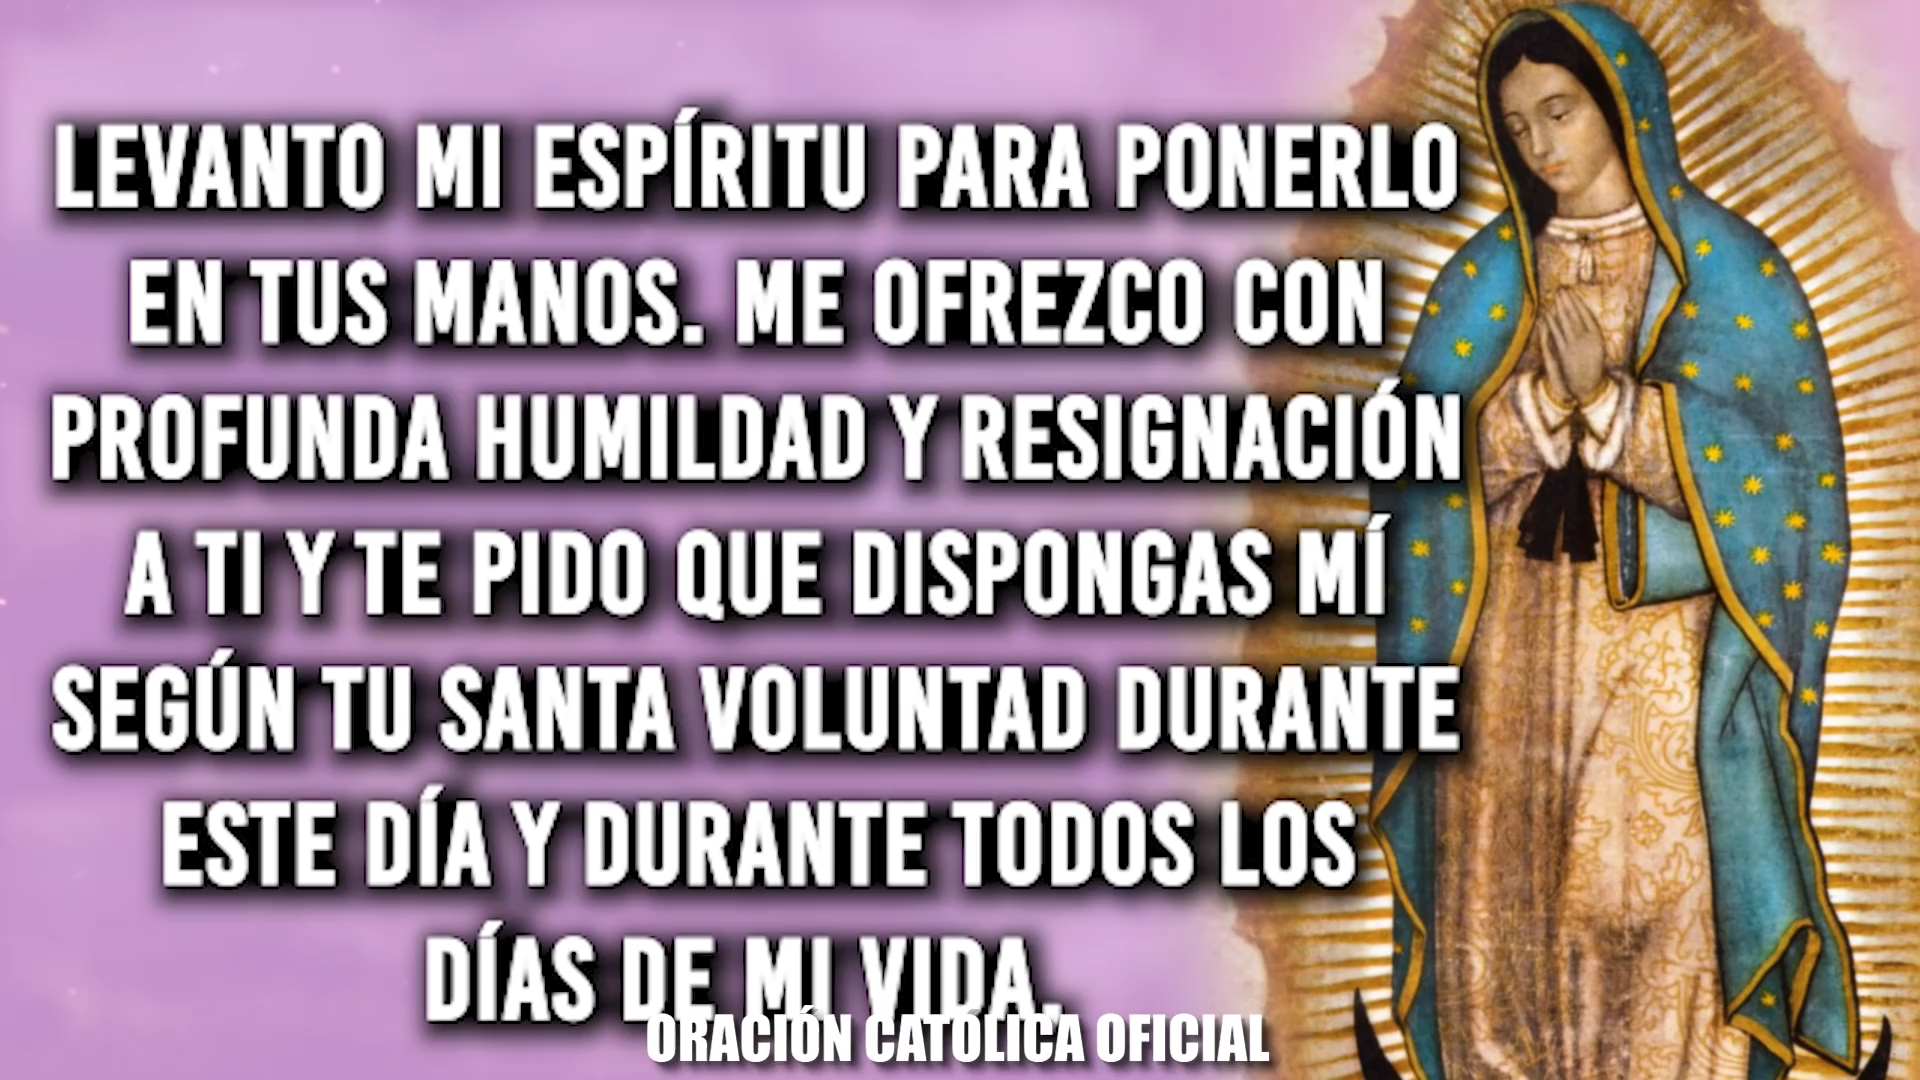 LEVANTO MI ESPÍRITU PARA PONERLO
EN TUS MANOS. ME OFREZCO CON
PROFUNDA HUMILDAD Y RESIGNACIÓN
A TI Y TE PIDO QUE DISPONGAS MÍ
SEGÚN TU SANTA VOLUNTAD DURANTE
ESTE DÍA Y DURANTE TODOS LOS
DÍAS DE MI VIDA.
ORACIÓN CATÓLICA OFICIAL